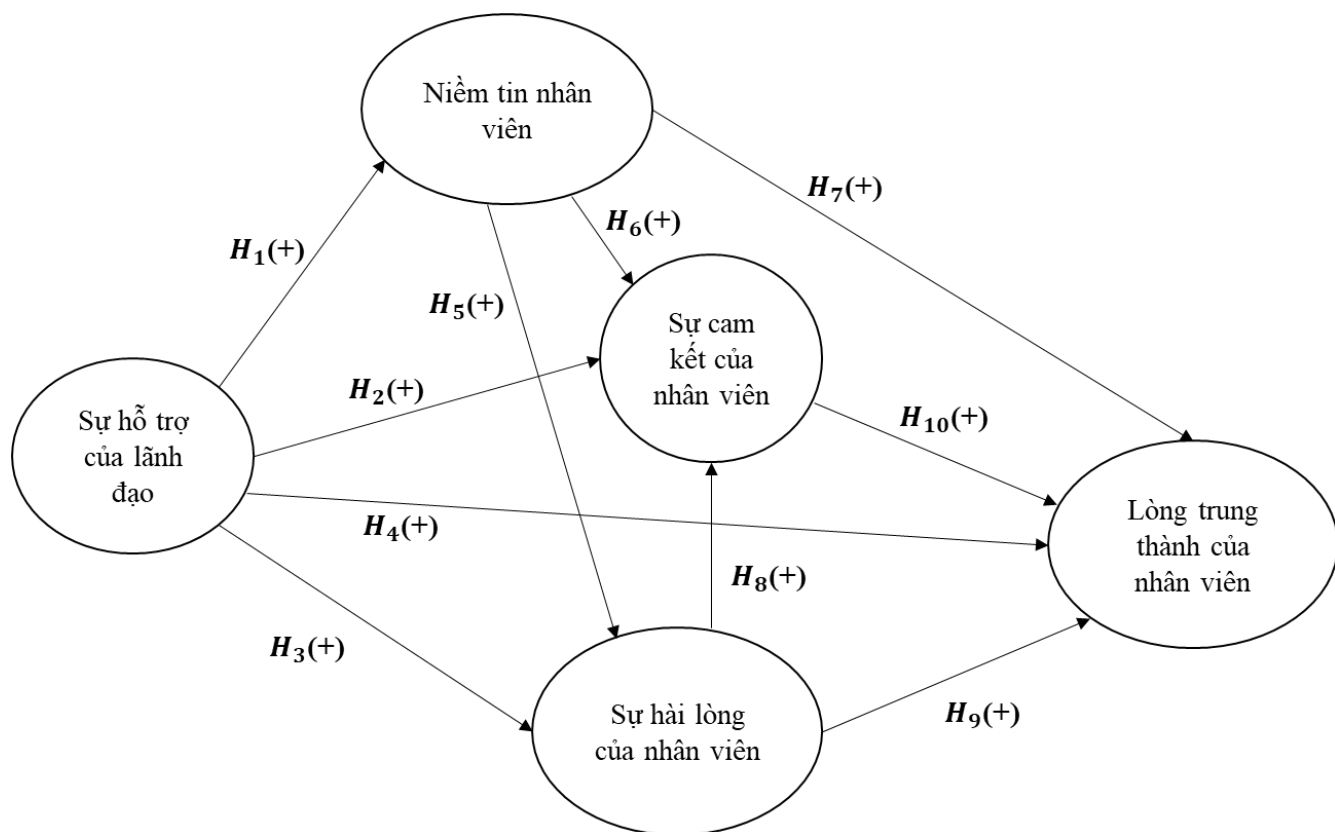 Niềm tin nhân
viên
H₇(+)
H₆(+)
H₁(+)
H₅(+)
Sự cam
kết của
nhân viên
H₂(+)
Sự hỗ trợ
của lãnh
đạo
H₁₀(+)
H₄(+)
Lòng trung
thành của
nhân viên
H₈(+)
H₃(+)
Sự hài lòng
của nhân viên
H₉(+)